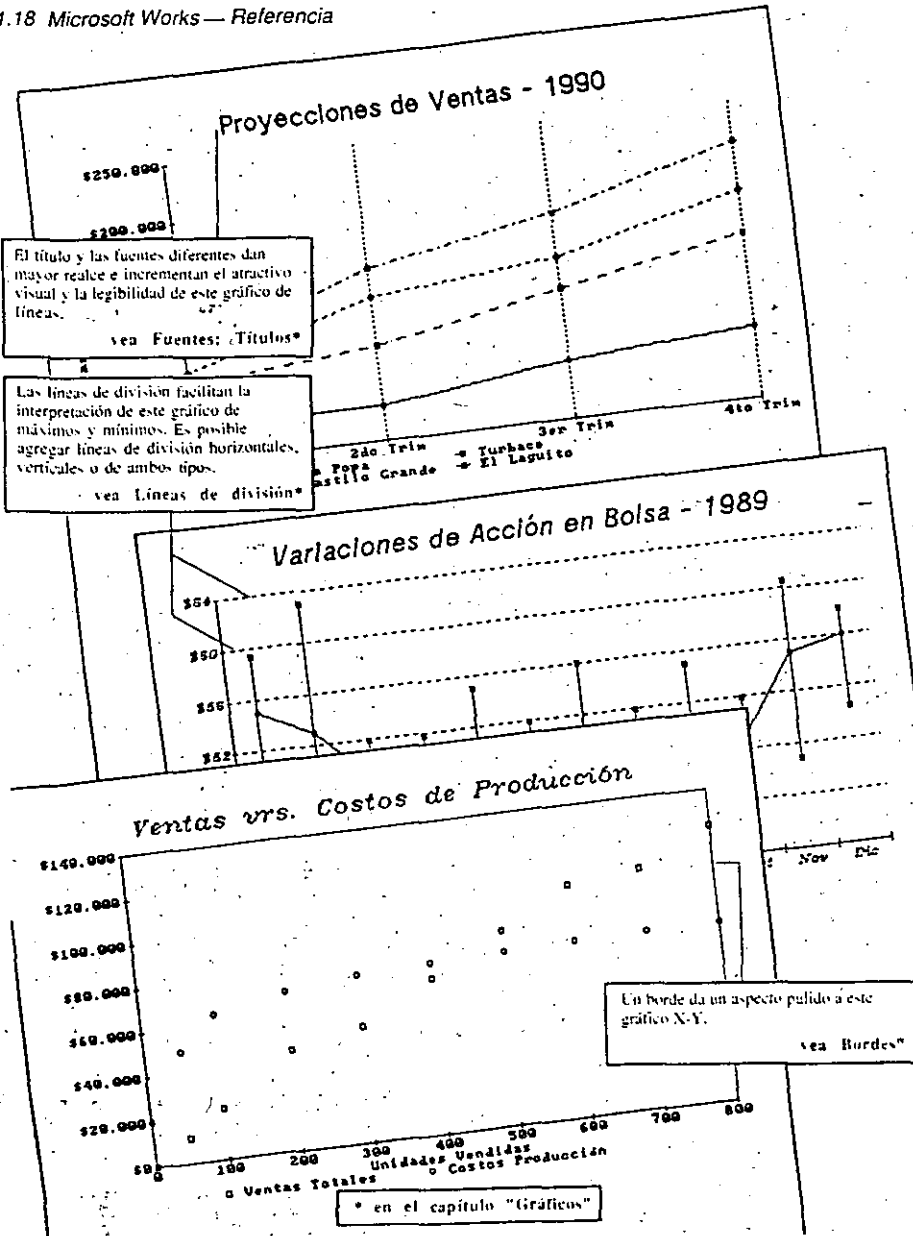 1.18 Microsoft Works — Referencia
Proyecciones de Ventas - 1990
$250.000
$200.000
El título y las fuentes diferentes dan
mayor realce e incrementan el atractivo
visual y la legibilidad de este gráfico de
líneas.
vea Fuentes; Títulos*
Las líneas de división facilitan la
interpretación de este gráfico de
máximos y mínimos. Es posible
agregar líneas de división horizontales,
verticales o de ambos tipos.
vea Líneas de división*
2do Trim 3er Trim 4to Trim
Popa Turbaco
astillo Grande El Laguito
Variaciones de Acción en Bolsa - 1989
$64
$60
$56
$52
Nov Dic
Ventas vrs. Costos de Producción
$140.000
$120.000
$100.000
$80.000
$60.000
$40.000
$20.000
$0
0 100 200 300 400 500 600 700 800
Unidades Vendidas
Ventas Totales Costos Producción
Un borde da un aspecto pulido a este
gráfico X-Y.
vea Bordes*
* en el capítulo "Gráficos"